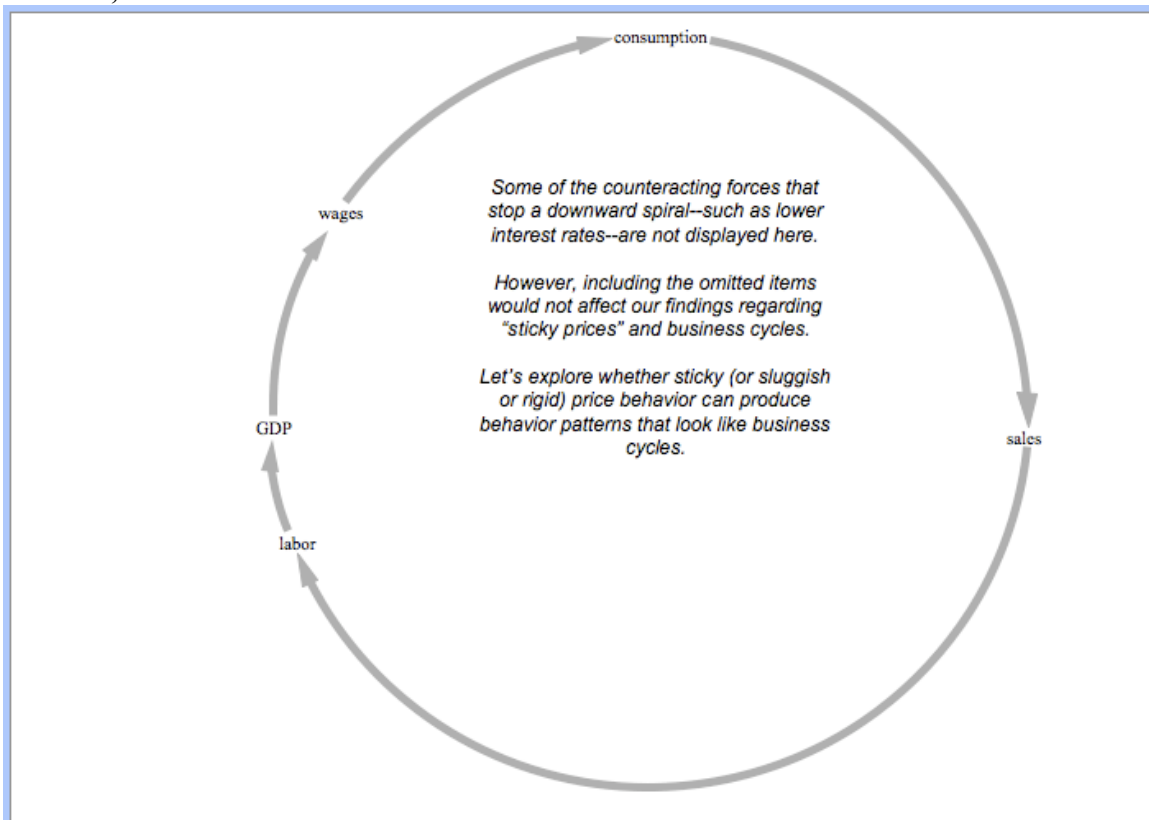 consumption
wages
Some of the counteracting forces that
stop a downward spiral--such as lower
interest rates--are not displayed here.
However, including the omitted items
would not affect our findings regarding
“sticky prices” and business cycles.
Let's explore whether sticky (or sluggish
or rigid) price behavior can produce
behavior patterns that look like business
cycles.
GDP
sales
labor